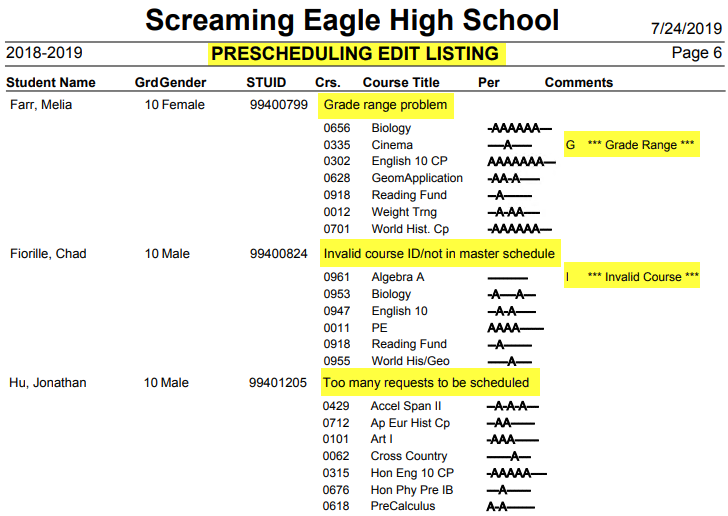 Screaming Eagle High School
7/24/2019
2018-2019 PRESCHEDULING EDIT LISTING Page 6
Student Name GrdGender STUID Crs. Course Title Per Comments
Farr, Melia 10 Female 99400799 Grade range problem
0656 Biology -AAAAAA--
0335 Cinema ---A---- G *** Grade Range ***
0302 English 10 CP AAAAAAA--
0628 GeomApplication -AA-A---
0918 Reading Fund --A-----
0012 Weight Trng --A-AA--
0701 World Hist. Cp -AAAAAA--
Fiorille, Chad 10 Male 99400824 Invalid course ID/not in master schedule
0961 Algebra A -------- I *** Invalid Course ***
0953 Biology -A--A--
0947 English 10 --A-A---
0011 PE AAAA----
0918 Reading Fund --A-----
0955 World His/Geo ----A---
Hu, Jonathan 10 Male 99401205 Too many requests to be scheduled
0429 Accel Span II --A-A-A--
0712 Ap Eur Hist Cp --AA----
0101 Art I -AAA----
0062 Cross Country -----A---
0315 Hon Eng 10 CP -AAAAA--
0676 Hon Phy Pre IB --A-----
0618 PreCalculus A-A-----